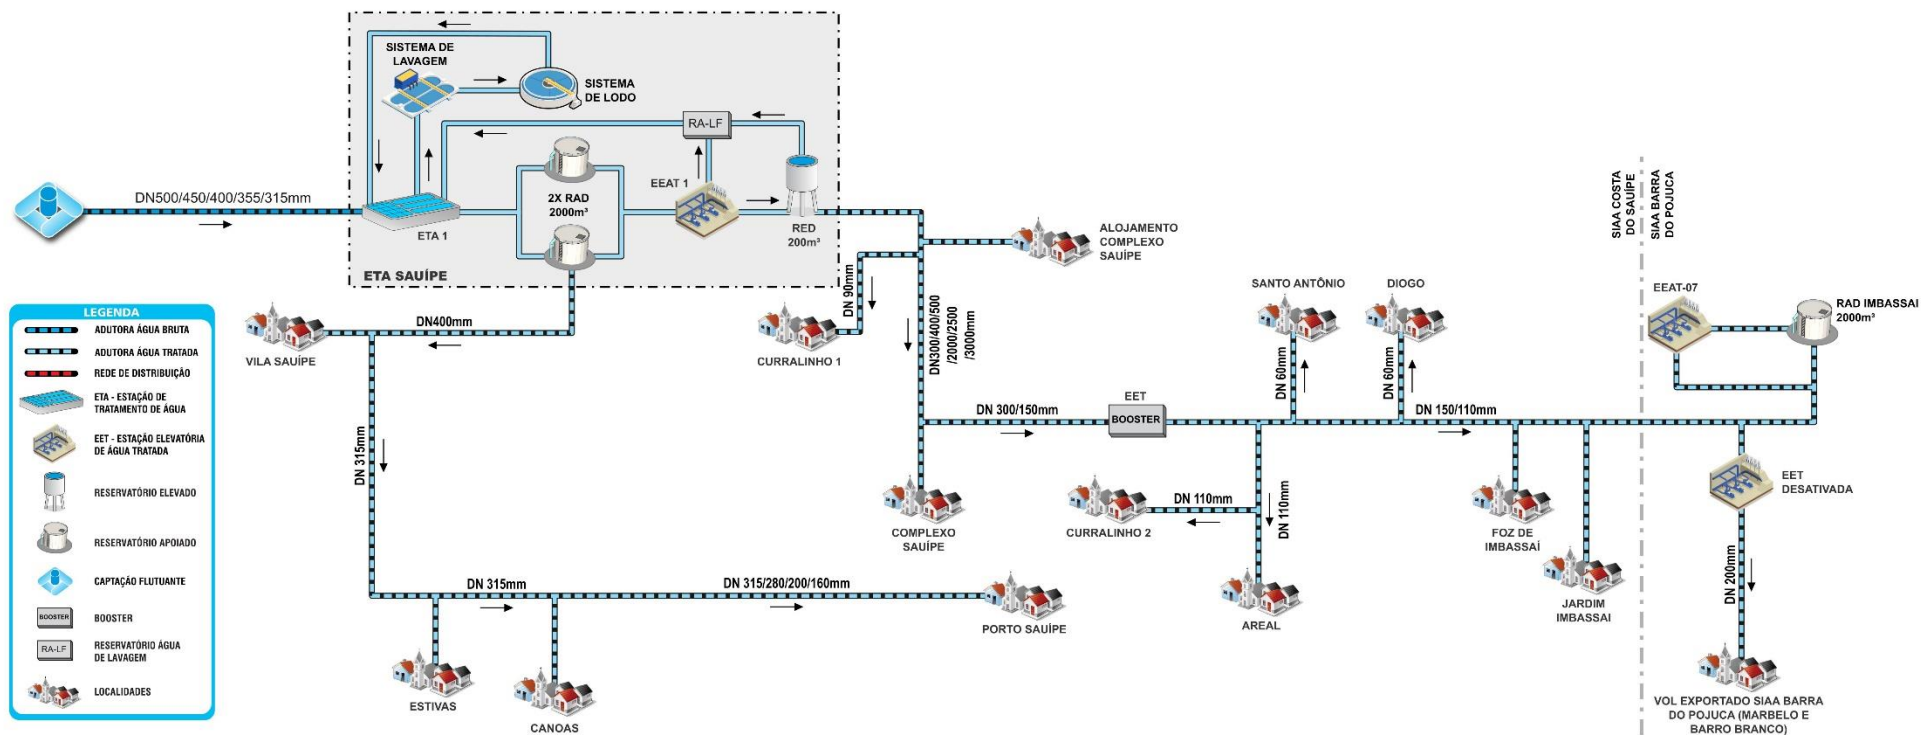 SISTEMA DE
LAVAGEM
SISTEMA
DE LODO
RA-LF
DN500/450/400/355/315mm
ETA 1
2X RAD
2000m³
EEAT 1
RED
200m³
ETA SAUÍPE
ALOJAMENTO
COMPLEXO
SAUÍPE
SIAA COSTA
DO SAUÍPE
SIAA BARRA
DO POJUCA
LEGENDA
ADUTORA ÁGUA BRUTA
ADUTORA ÁGUA TRATADA
REDE DE DISTRIBUIÇÃO
ETA - ESTAÇÃO DE
TRATAMENTO DE ÁGUA
EET - ESTAÇÃO ELEVATÓRIA
DE ÁGUA TRATADA
RESERVATÓRIO ELEVADO
RESERVATÓRIO APOIADO
CAPTAÇÃO FLUTUANTE
BOOSTER
BOOSTER
RA-LF
RESERVATÓRIO ÁGUA
DE LAVAGEM
LOCALIDADES
VILA SAUÍPE
DN400mm
DN 90mm
CURRALINHO 1
DN300/400/500
/2000/2500
/3000mm
SANTO ANTÔNIO
DIOGO
DN 60mm
DN 60mm
EEAT-07
RAD IMBASSAI
2000m³
DN 300/150mm
EET
BOOSTER
DN 150/110mm
DN 315mm
COMPLEXO
SAUÍPE
DN 110mm
CURRALINHO 2
DN 110mm
AREAL
FOZ DE
IMBASSAÍ
JARDIM
IMBASSAI
EET
DESATIVADA
DN 200mm
DN 315mm
DN 315/280/200/160mm
PORTO SAUÍPE
ESTIVAS
CANOAS
VOL EXPORTADO SIAA BARRA
DO POJUCA (MARBELO E
BARRO BRANCO)